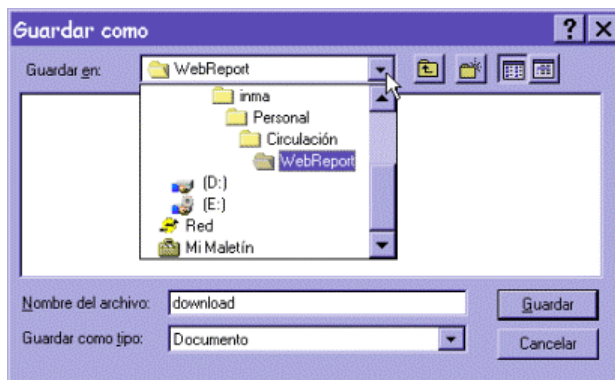 Guardar como
Guardar en: WebReport
inma
Personal
Circulación
WebReport
(D:)
(E:)
Red
Mi Maletín
Nombre del archivo: download Guardar
Guardar como tipo: Documento Cancelar